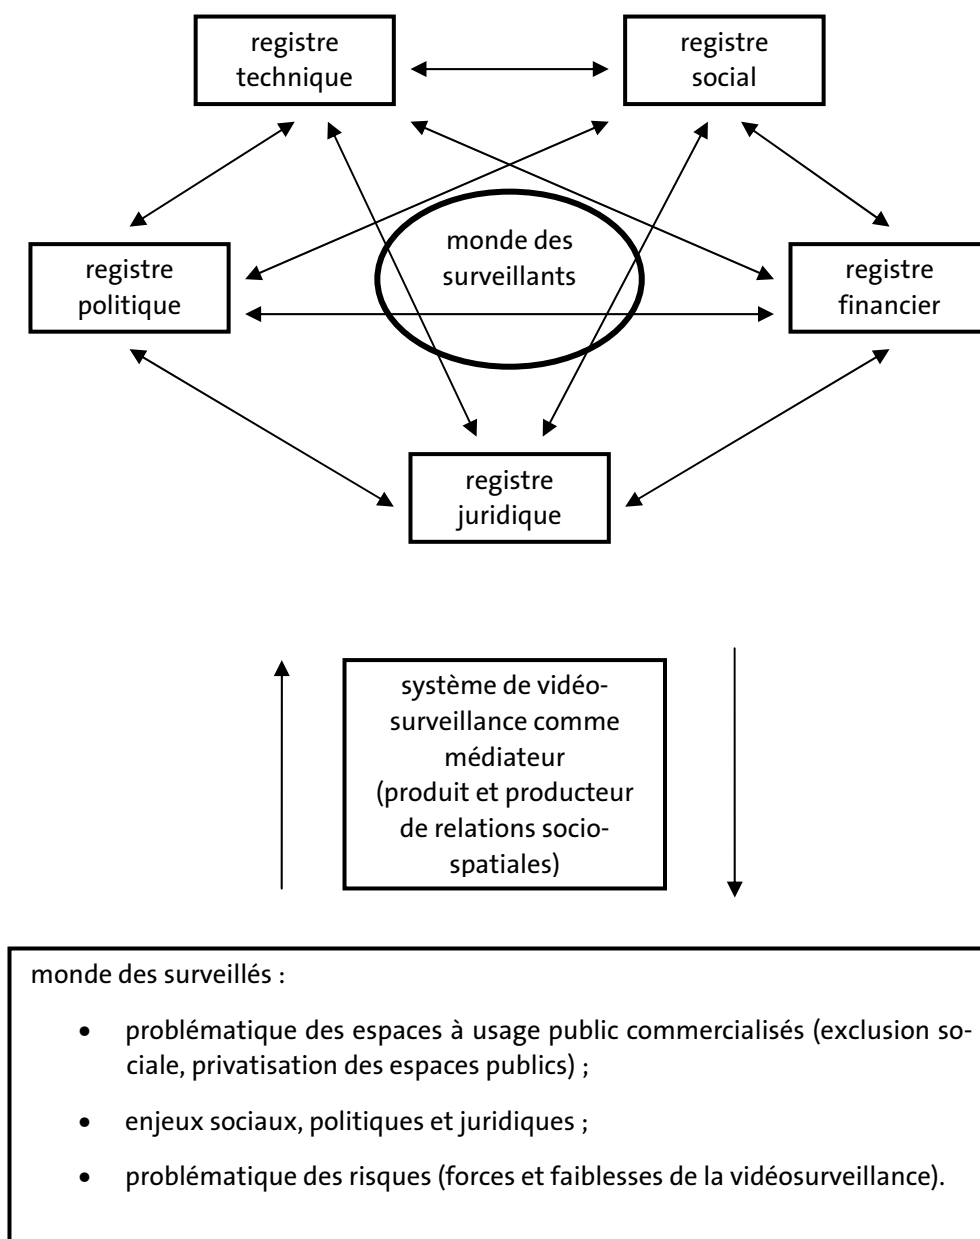 registre
technique
registre
social
monde des
surveillants
registre
politique
registre
financier
registre
juridique
système de vidéo-
surveillance comme
médiateur
(produit et producteur
de relations socio-
spatiales)
monde des surveillés :
• problématique des espaces à usage public commercialisés (exclusion so-
ciale, privatisation des espaces publics) ;
• enjeux sociaux, politiques et juridiques ;
• problématique des risques (forces et faiblesses de la vidéosurveillance).